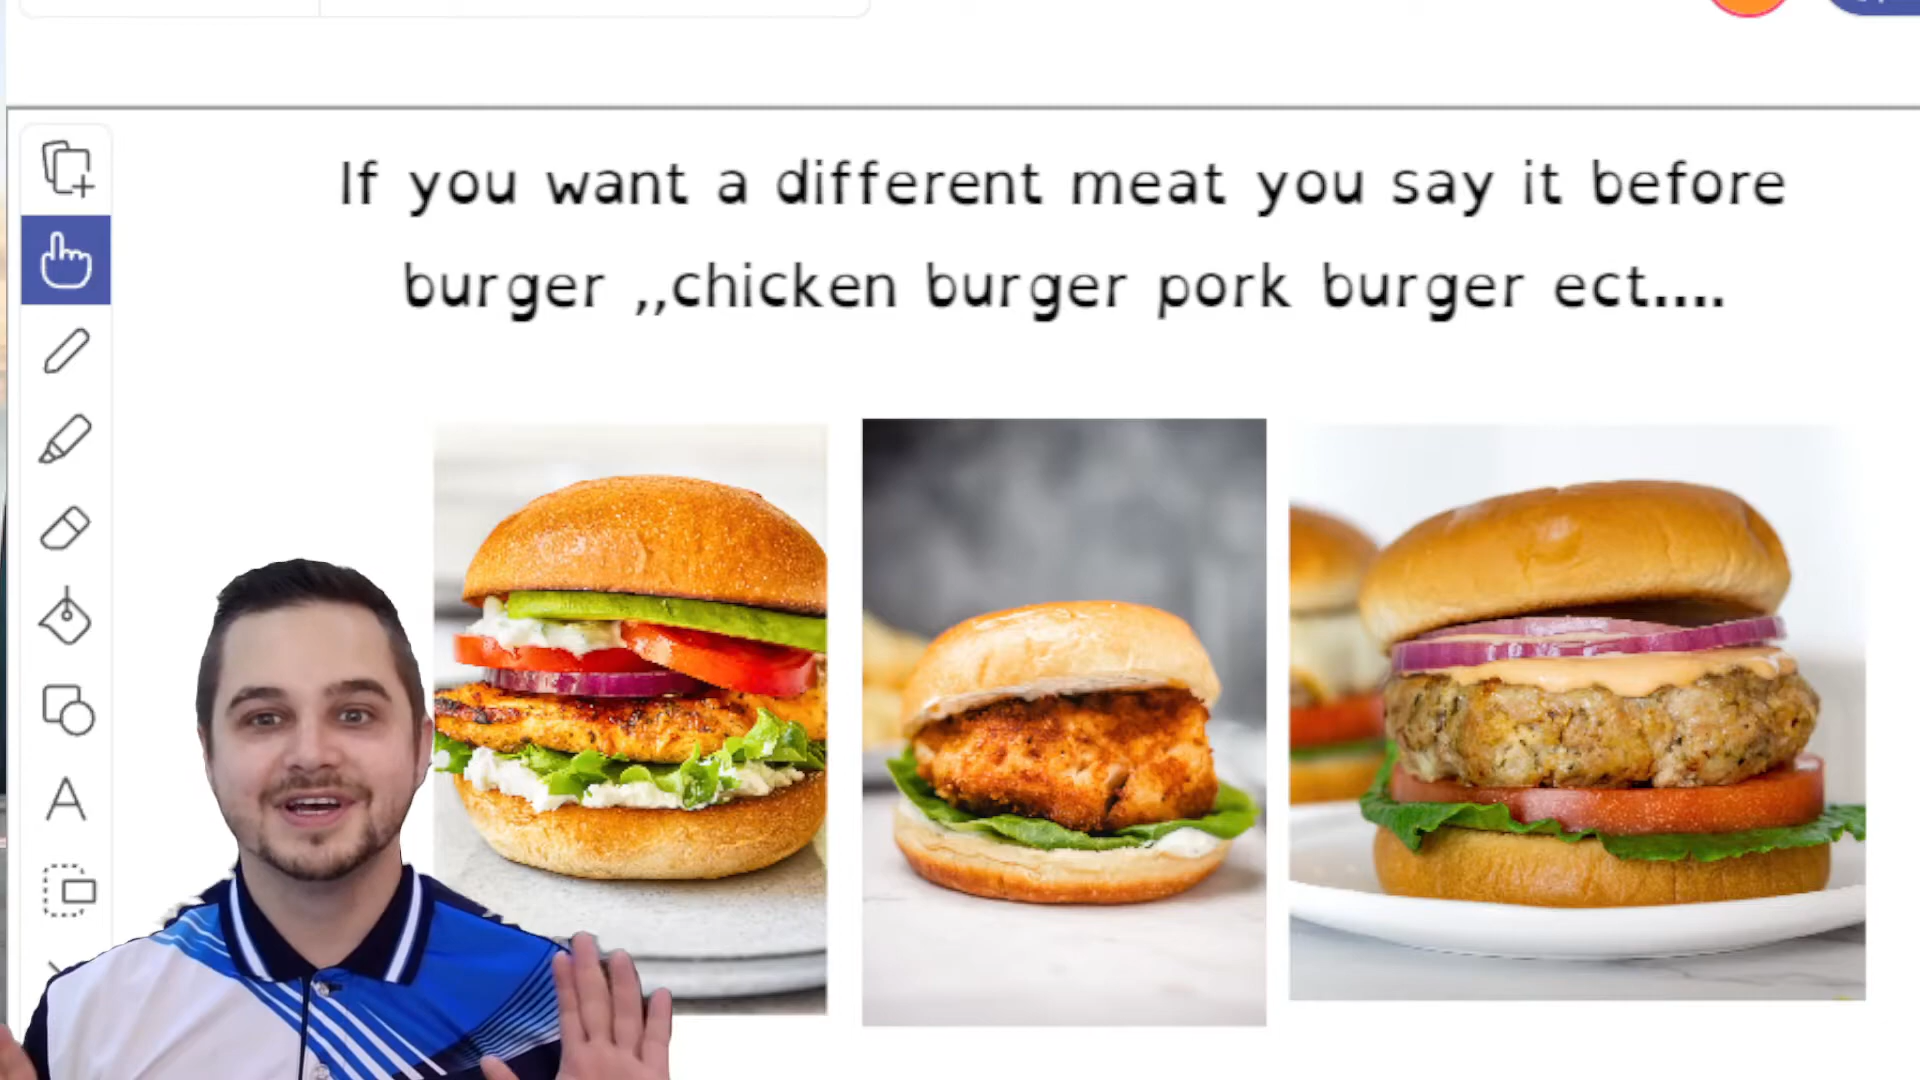 If you want a different meat you say it before
burger ,,chicken burger pork burger ect....